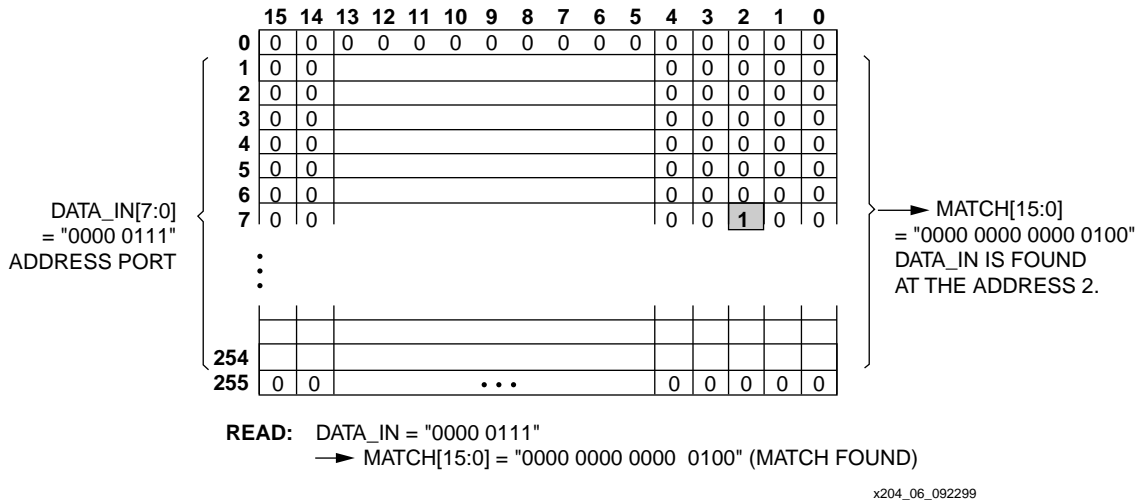 15 14 13 12 11 10 9 8 7 6 5 4 3 2 1 0
0 0 0 0 0 0 0 0 0 0 0 0 0 0 0 0 0
1 0 0 0 0 0 0 0
2 0 0 0 0 0 0 0
3 0 0 0 0 0 0 0
4 0 0 0 0 0 0 0
5 0 0 0 0 0 0 0
6 0 0 0 0 0 0 0
7 0 0 0 0 1 0 0
DATA_IN[7:0]
= "0000 0111"
ADDRESS PORT
MATCH[15:0]
= "0000 0000 0000 0100"
DATA_IN IS FOUND
AT THE ADDRESS 2.
254
255 0 0 • • • 0 0 0 0 0
READ: DATA_IN = "0000 0111"
MATCH[15:0] = "0000 0000 0000 0100" (MATCH FOUND)
x204_06_092299